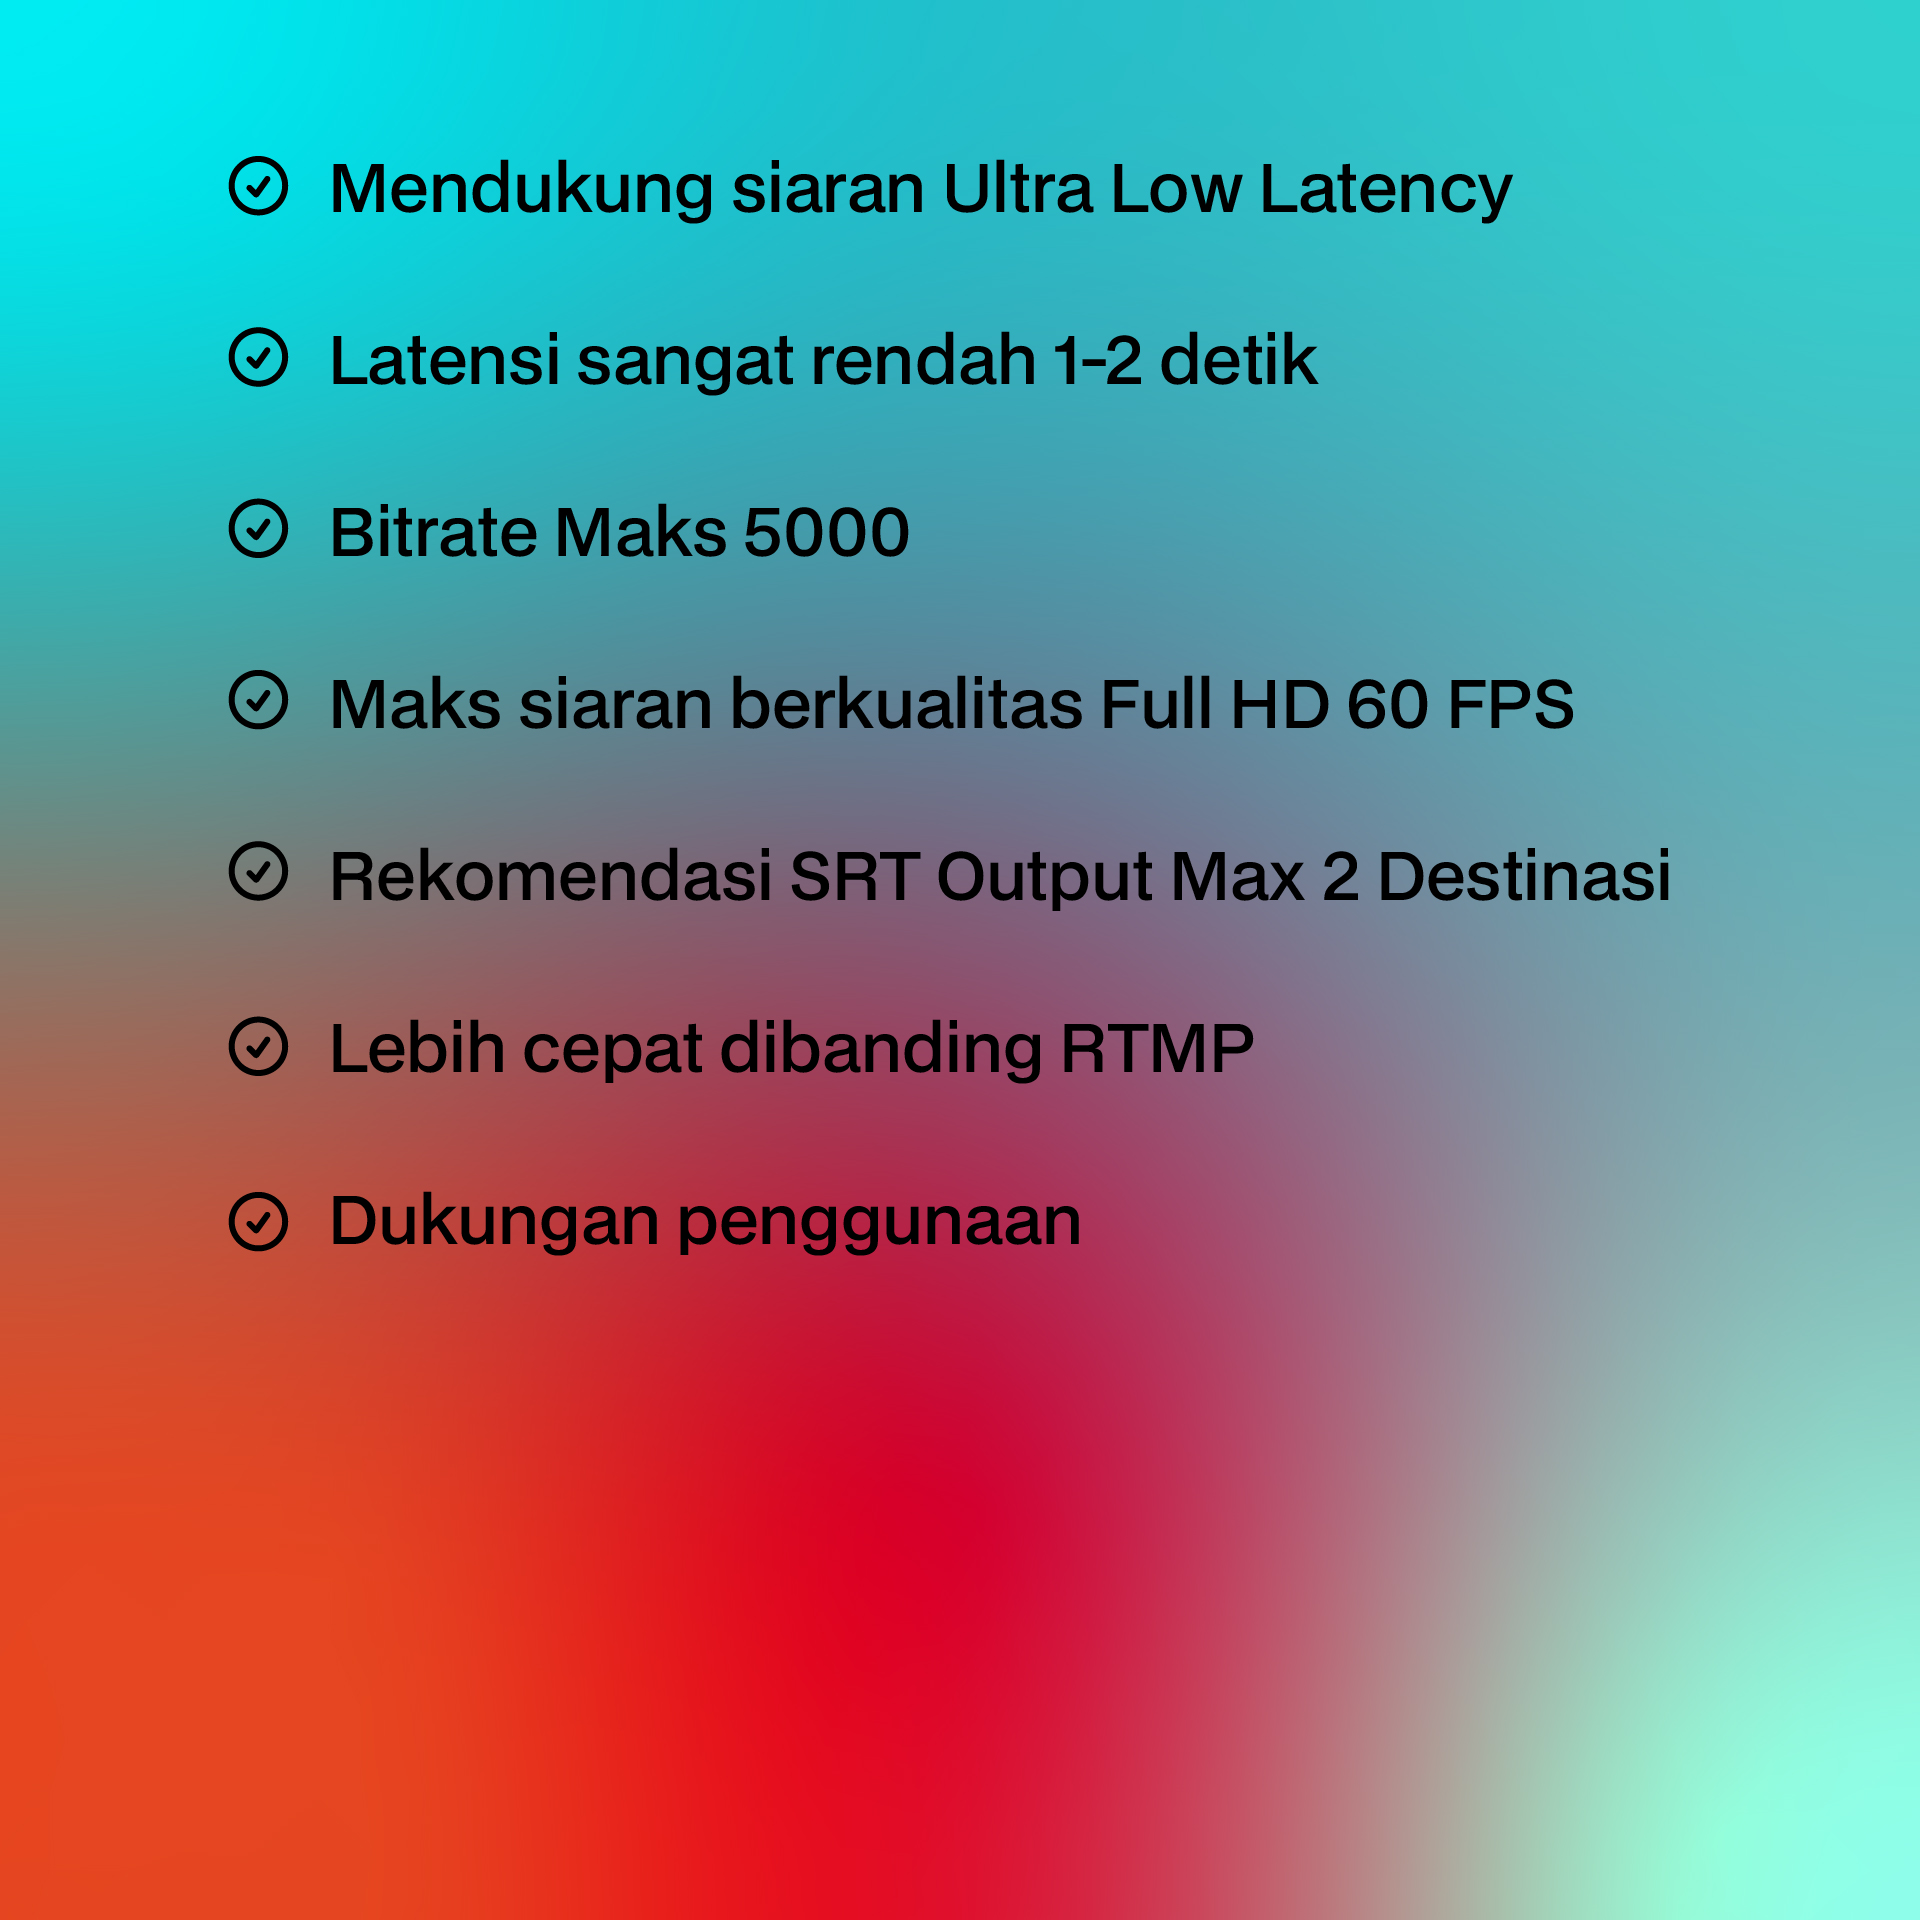 Mendukung siaran Ultra Low Latency
Latensi sangat rendah 1-2 detik
Bitrate Maks 5000
Maks siaran berkualitas Full HD 60 FPS
Rekomendasi SRT Output Max 2 Destinasi
Lebih cepat dibanding RTMP
Dukungan penggunaan